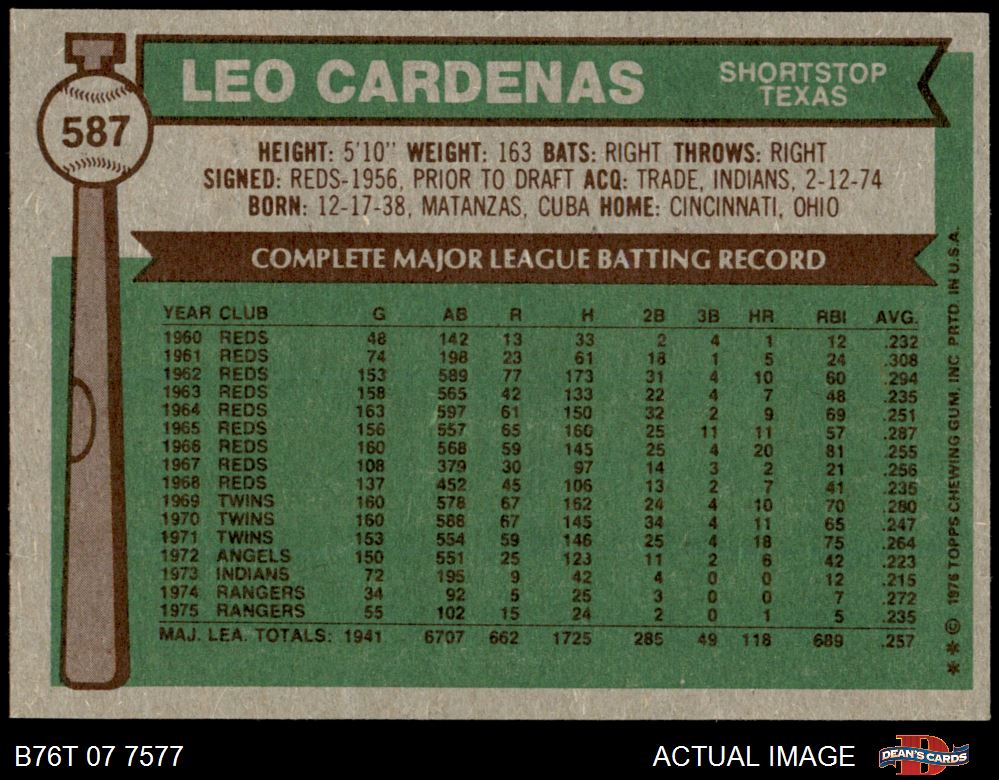 587
LEO CARDENAS
SHORTSTOP
TEXAS
HEIGHT: 5'10" WEIGHT: 163 BATS: RIGHT THROWS: RIGHT
SIGNED: REDS-1956, PRIOR TO DRAFT ACQ: TRADE, INDIANS, 2-12-74
BORN: 12-17-38, MATANZAS, CUBA HOME: CINCINNATI, OHIO
COMPLETE MAJOR LEAGUE BATTING RECORD
YEAR CLUB G AB R H 2B 3B HR RBI AVG.
1960 REDS 48 142 13 33 2 4 1 12 .232
1961 REDS 74 198 23 61 18 1 5 24 .308
1962 REDS 153 589 77 173 31 4 10 60 .294
1963 REDS 158 565 42 133 22 4 7 48 .235
1964 REDS 163 597 61 150 32 2 9 69 .251
1965 REDS 156 557 65 160 25 11 11 57 .287
1966 REDS 160 568 59 145 25 4 20 81 .255
1967 REDS 108 379 30 97 14 3 2 21 .256
1968 REDS 137 452 45 106 13 2 7 41 .235
1969 TWINS 160 578 67 162 24 4 10 70 .280
1970 TWINS 160 588 67 145 34 4 11 65 .247
1971 TWINS 153 554 59 146 25 4 18 75 .264
1972 ANGELS 150 551 25 123 11 2 6 42 .223
1973 INDIANS 72 195 9 42 4 0 0 12 .215
1974 RANGERS 34 92 5 25 3 0 0 7 .272
1975 RANGERS 55 102 15 24 2 0 1 5 .235
MAJ. LEA. TOTALS: 1941 6707 662 1725 285 49 118 689 .257
* * © 1976 TOPPS CHEWING GUM, INC. PRTD. IN U.S.A.
B76T 07 7577
ACTUAL IMAGE
DEAN'S CARDS